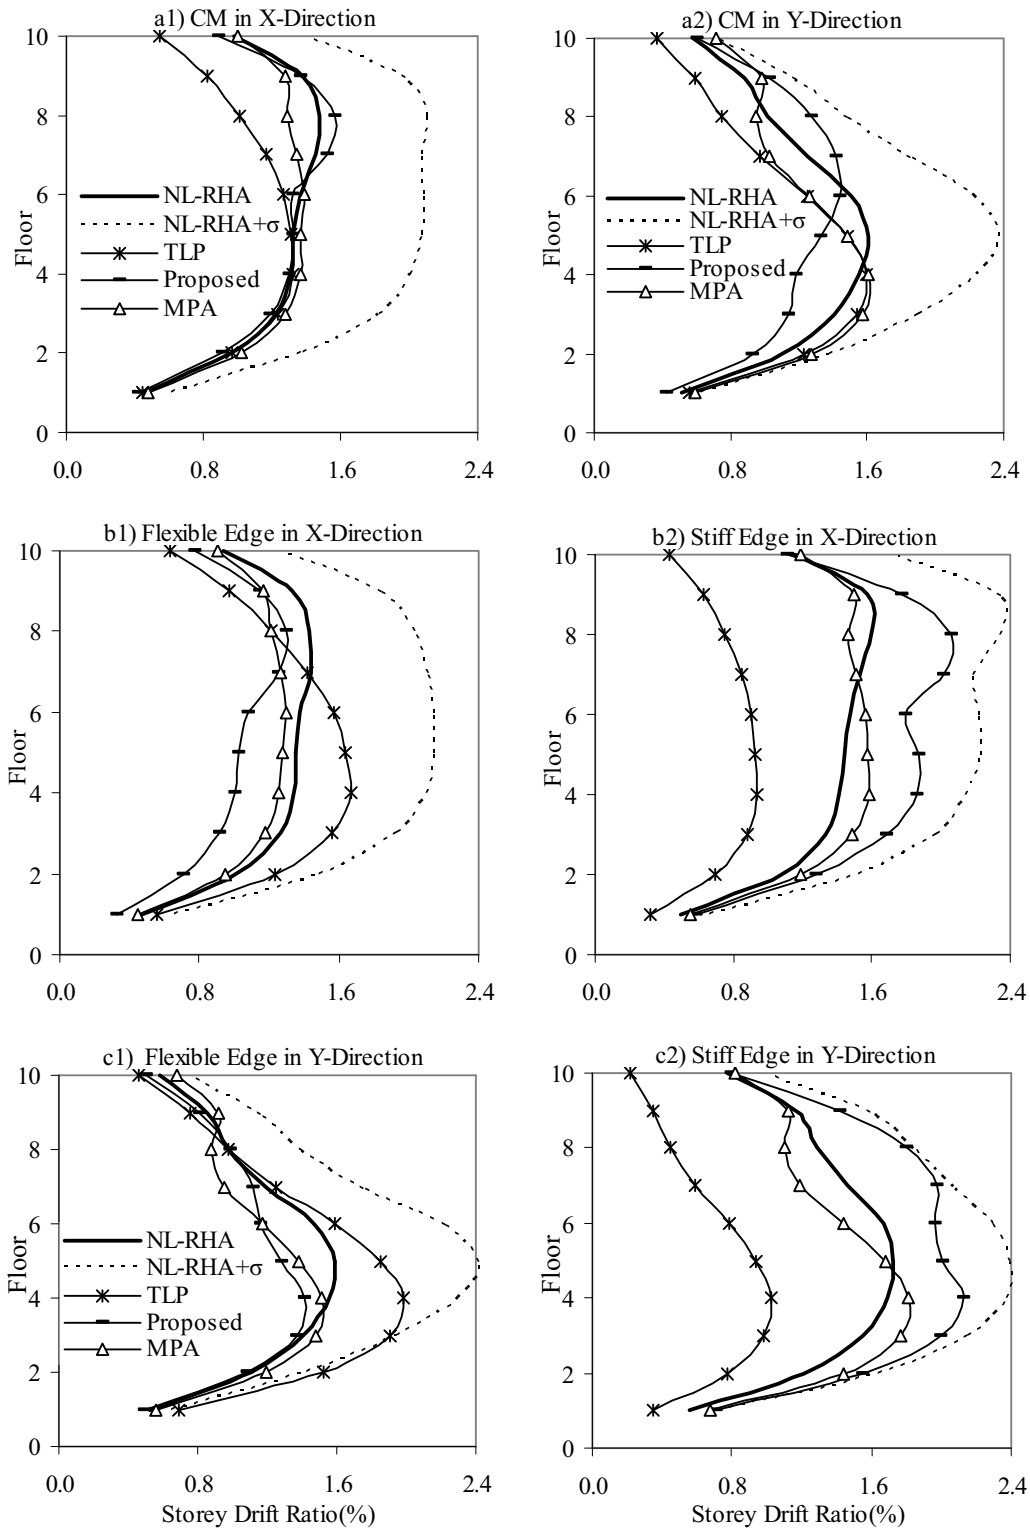 a1) CM in X-Direction
10
8
6
4
2
0
Floor
NL-RHA
NL-RHA+σ
TLP
Proposed
MPA
0.0 0.8 1.6 2.4
a2) CM in Y-Direction
10
8
6
4
2
0
Floor
NL-RHA
NL-RHA+σ
TLP
Proposed
MPA
0.0 0.8 1.6 2.4
b1) Flexible Edge in X-Direction
10
8
6
4
2
0
Floor
0.0 0.8 1.6 2.4
b2) Stiff Edge in X-Direction
10
8
6
4
2
0
Floor
0.0 0.8 1.6 2.4
c1) Flexible Edge in Y-Direction
10
8
6
4
2
0
Floor
NL-RHA
NL-RHA+σ
TLP
Proposed
MPA
0.0 0.8 1.6 2.4
Storey Drift Ratio(%)
c2) Stiff Edge in Y-Direction
10
8
6
4
2
0
Floor
0.0 0.8 1.6 2.4
Storey Drift Ratio(%)